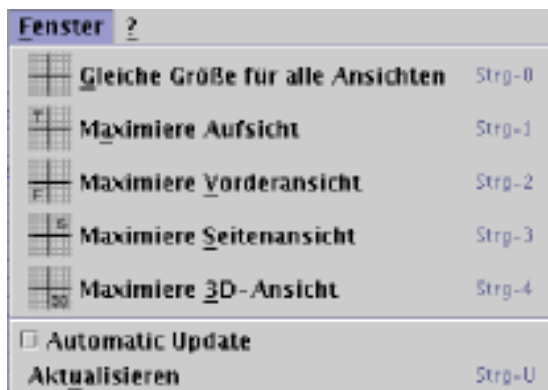 Fenster ?
Gleiche Größe für alle Ansichten Strg-0
T
Maximiere Aufsicht Strg-1
Maximiere Vorderansicht Strg-2
F
S
Maximiere Seitenansicht Strg-3
Maximiere 3D-Ansicht Strg-4
3D
Automatic Update
Aktualisieren Strg-U